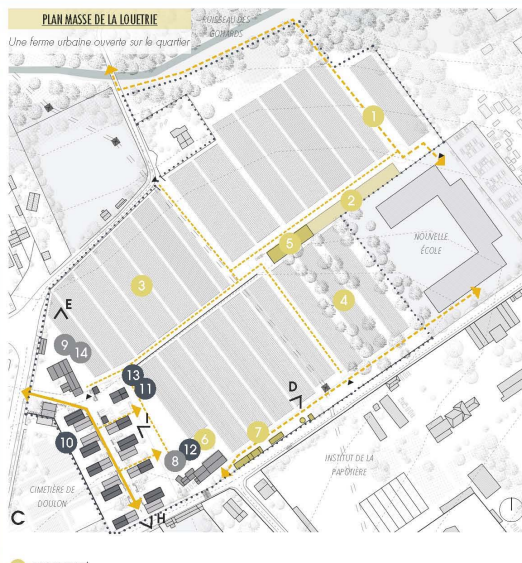 PLAN MASSE DE LA LOUETRIE
Une ferme urbaine ouverte sur le quartier
RUISSEAU DES
GOHARDS
1
2
NOUVELLE
ÉCOLE
5
3
4
E
9
14
13
11
D
I
10
7
6
12
8
INSTITUT DE LA
PAPOTIÈRE
CIMETIÈRE DE
DOULON
C
H